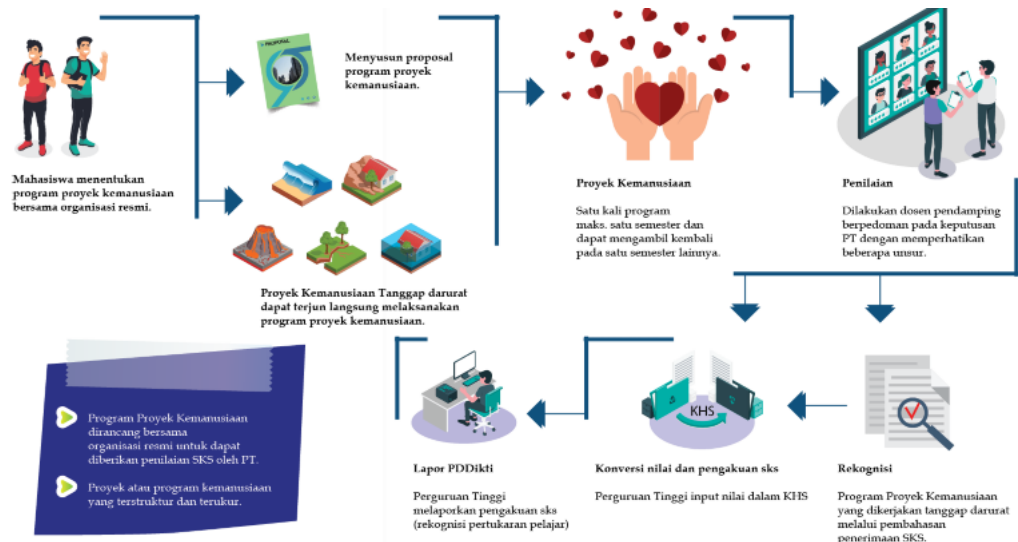 PROPOSAL
Menyusun proposal
program proyek
kemanusiaan.
Mahasiswa menentukan
program proyek kemanusiaan
bersama organisasi resmi.
Proyek Kemanusiaan Tanggap darurat
dapat terjun langsung melaksanakan
program proyek kemanusiaan.
Proyek Kemanusiaan
Satu kali program
maks. satu semester dan
dapat mengambil kembali
pada satu semester lainnya.
Penilaian
Dilakukan dosen pendamping
berpedoman pada keputusan
PT dengan memperhatikan
beberapa unsur.
Rekognisi
Program Proyek Kemanusiaan
yang dikerjakan tanggap darurat
melalui pembahasan
penerimaan SKS.
KHS
Konversi nilai dan pengakuan sks
Perguruan Tinggi input nilai dalam KHS
Lapor PDDikti
Perguruan Tinggi
melaporkan pengakuan sks
(rekognisi pertukaran pelajar)
Program Proyek Kemanusiaan
dirancang bersama
organisasi resmi untuk dapat
diberikan penilaian SKS oleh PT.
Proyek atau program kemanusiaan
yang terstruktur dan terukur.